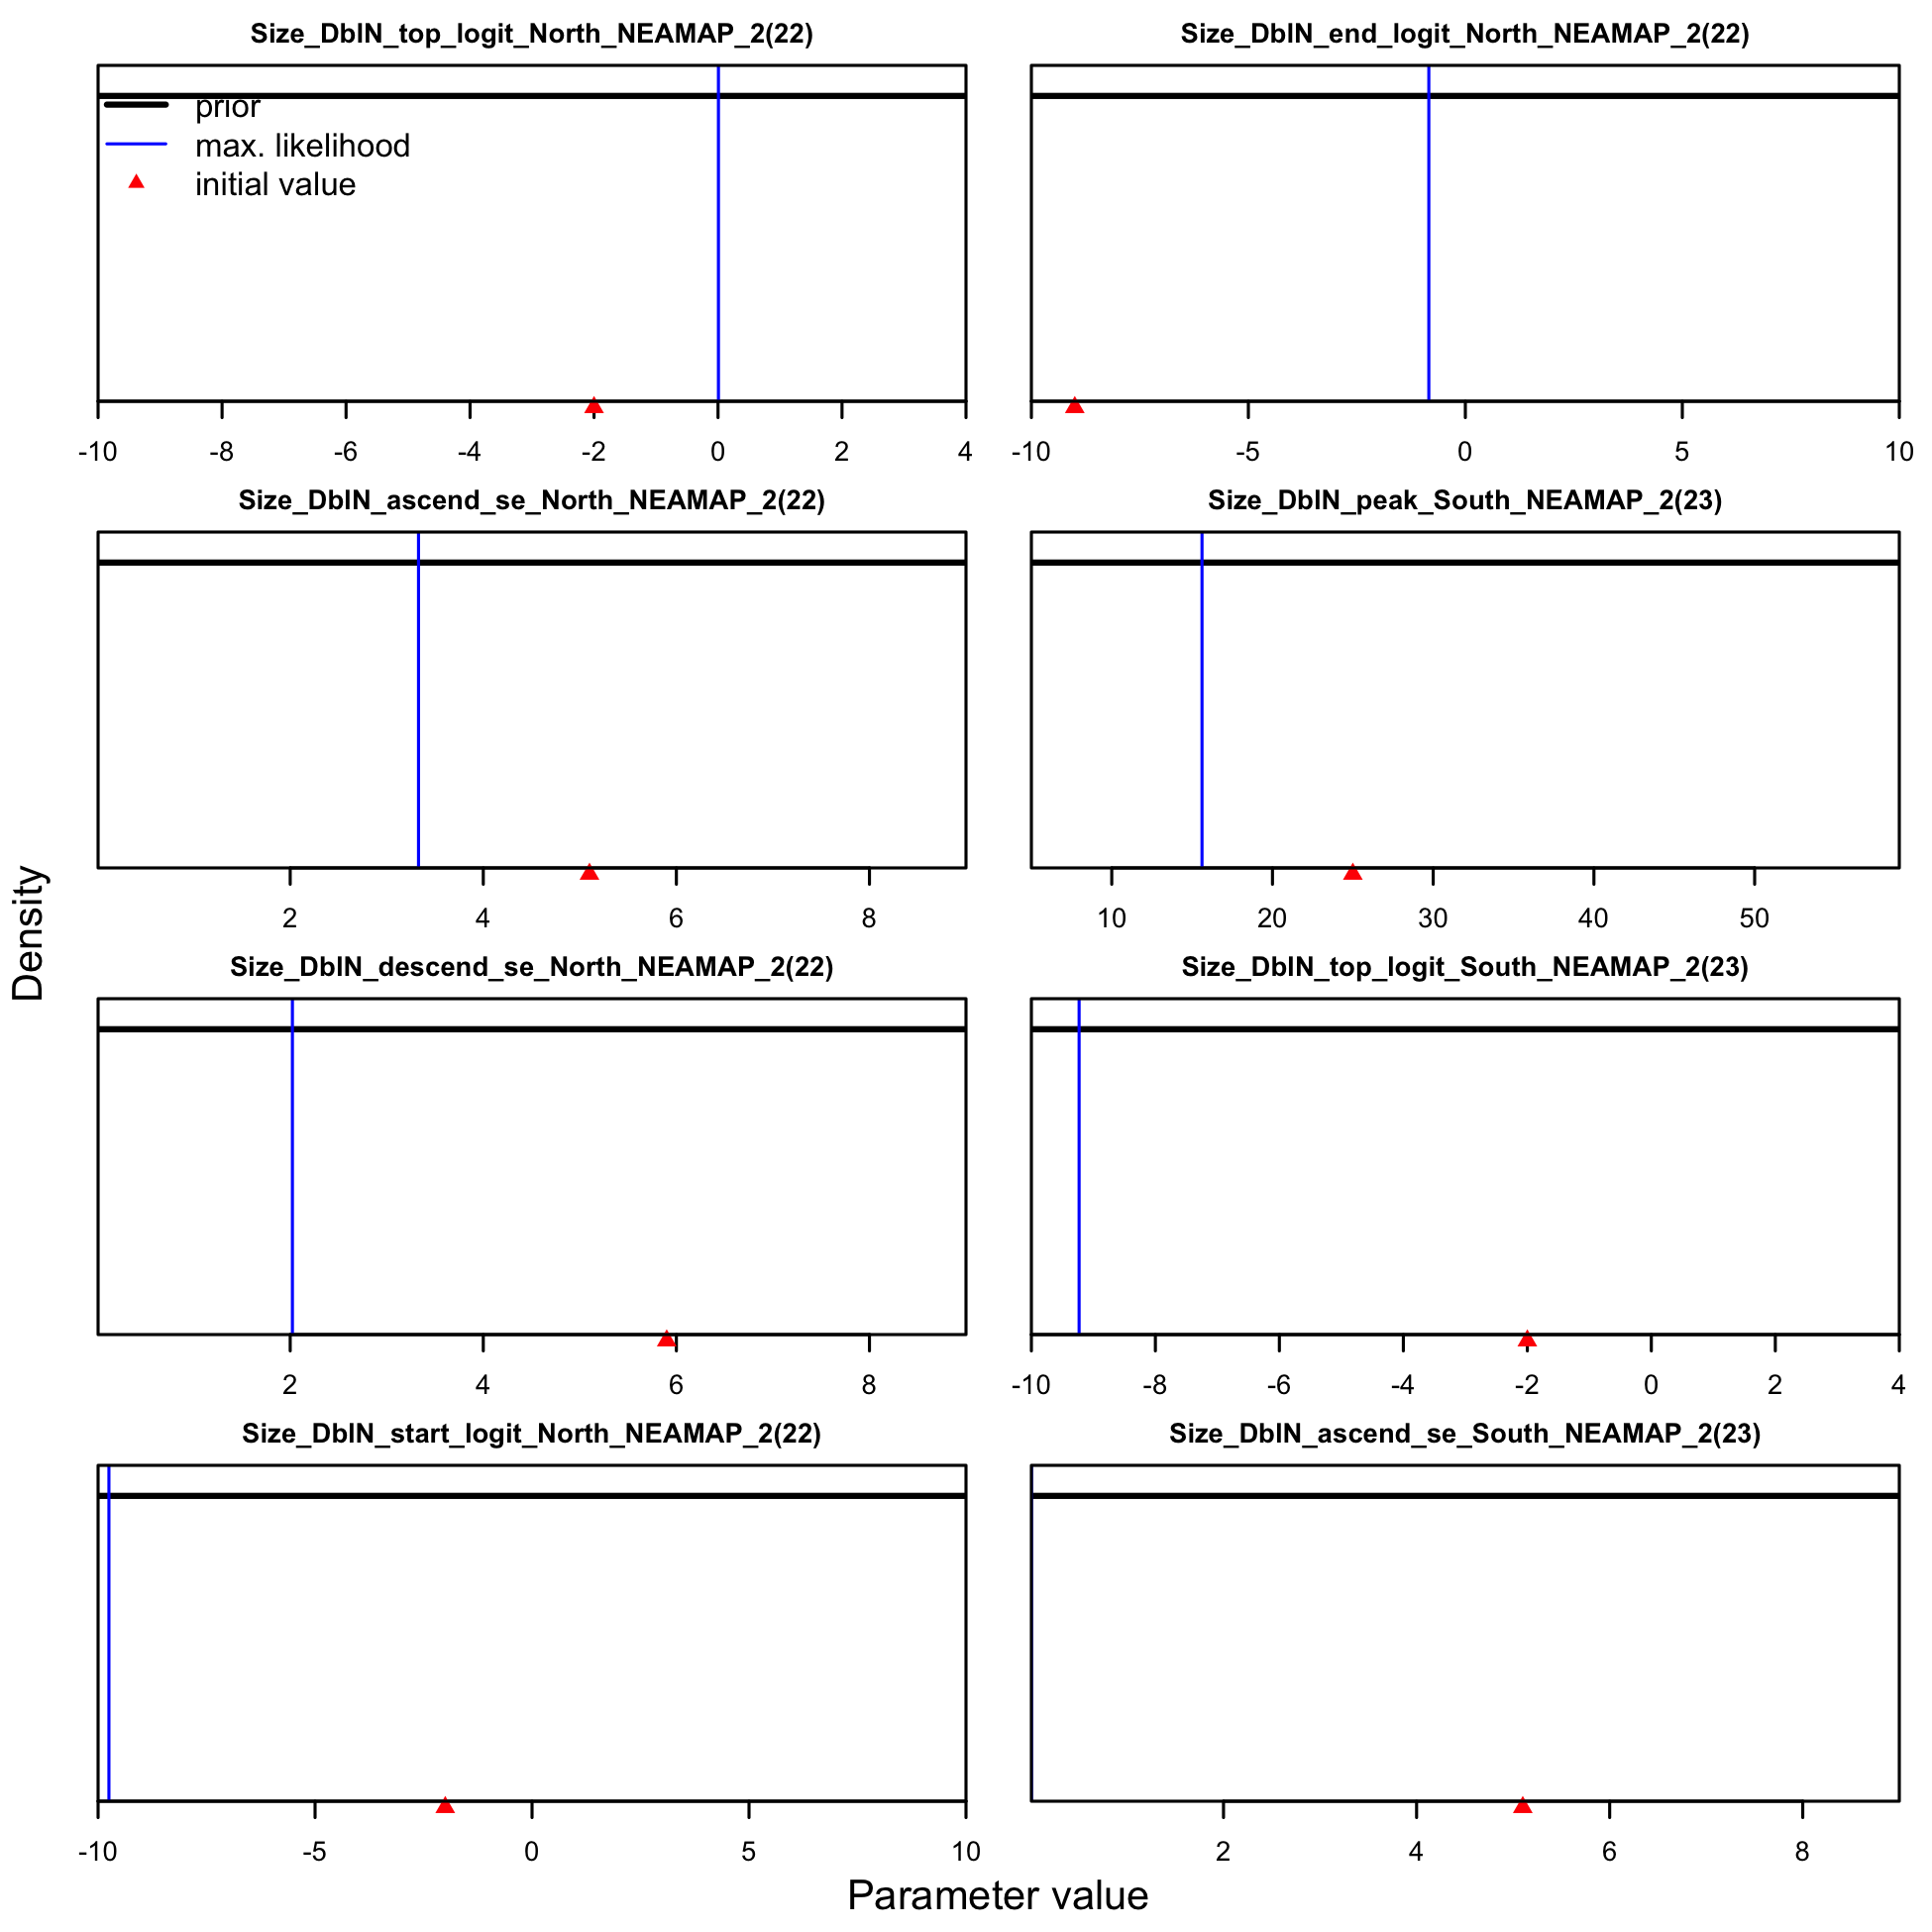 Size_DblN_top_logit_North_NEAMAP_2(22)
prior
max. likelihood
initial value
-10 -8 -6 -4 -2 0 2 4
Size_DblN_end_logit_North_NEAMAP_2(22)
-10 -5 0 5 10
Size_DblN_ascend_se_North_NEAMAP_2(22)
2 4 6 8
Size_DblN_peak_South_NEAMAP_2(23)
10 20 30 40 50
Size_DblN_descend_se_North_NEAMAP_2(22)
2 4 6 8
Size_DblN_top_logit_South_NEAMAP_2(23)
-10 -8 -6 -4 -2 0 2 4
Size_DblN_start_logit_North_NEAMAP_2(22)
-10 -5 0 5 10
Size_DblN_ascend_se_South_NEAMAP_2(23)
2 4 6 8
Density
Parameter value